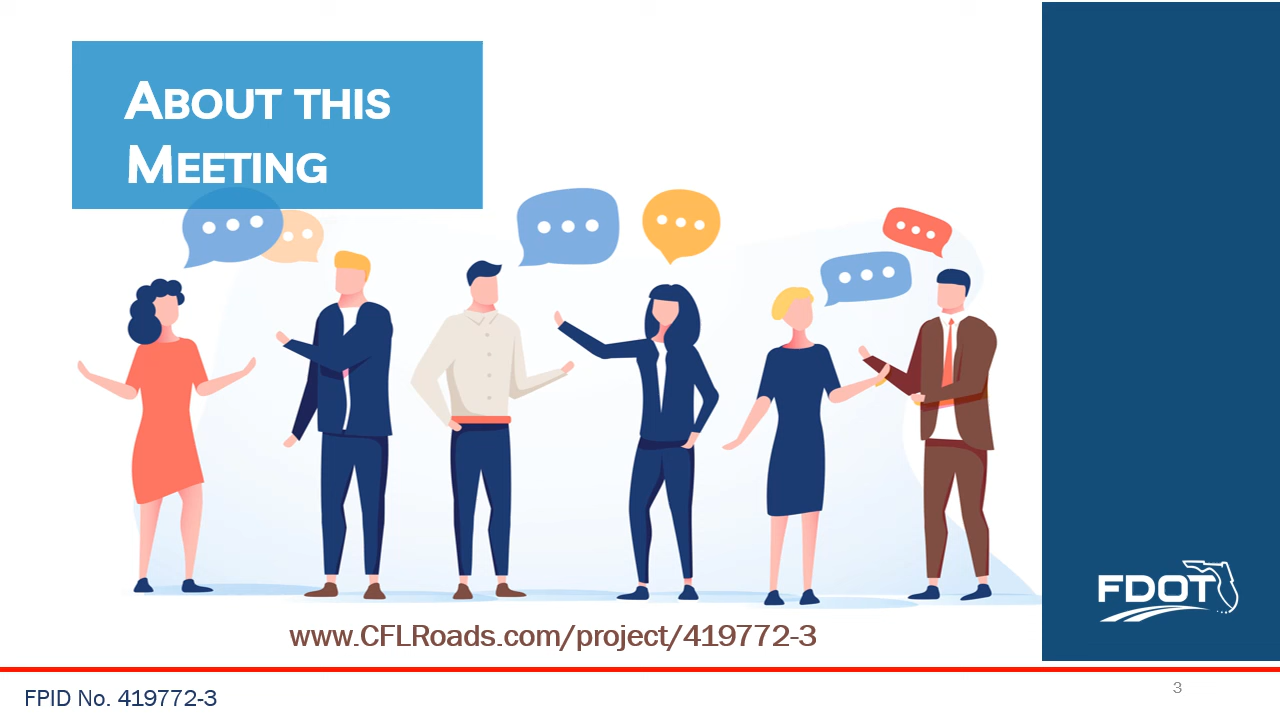 ABOUT THIS
MEETING
FDOT
www.CFLRoads.com/project/419772-3
FPID No. 419772-3
3